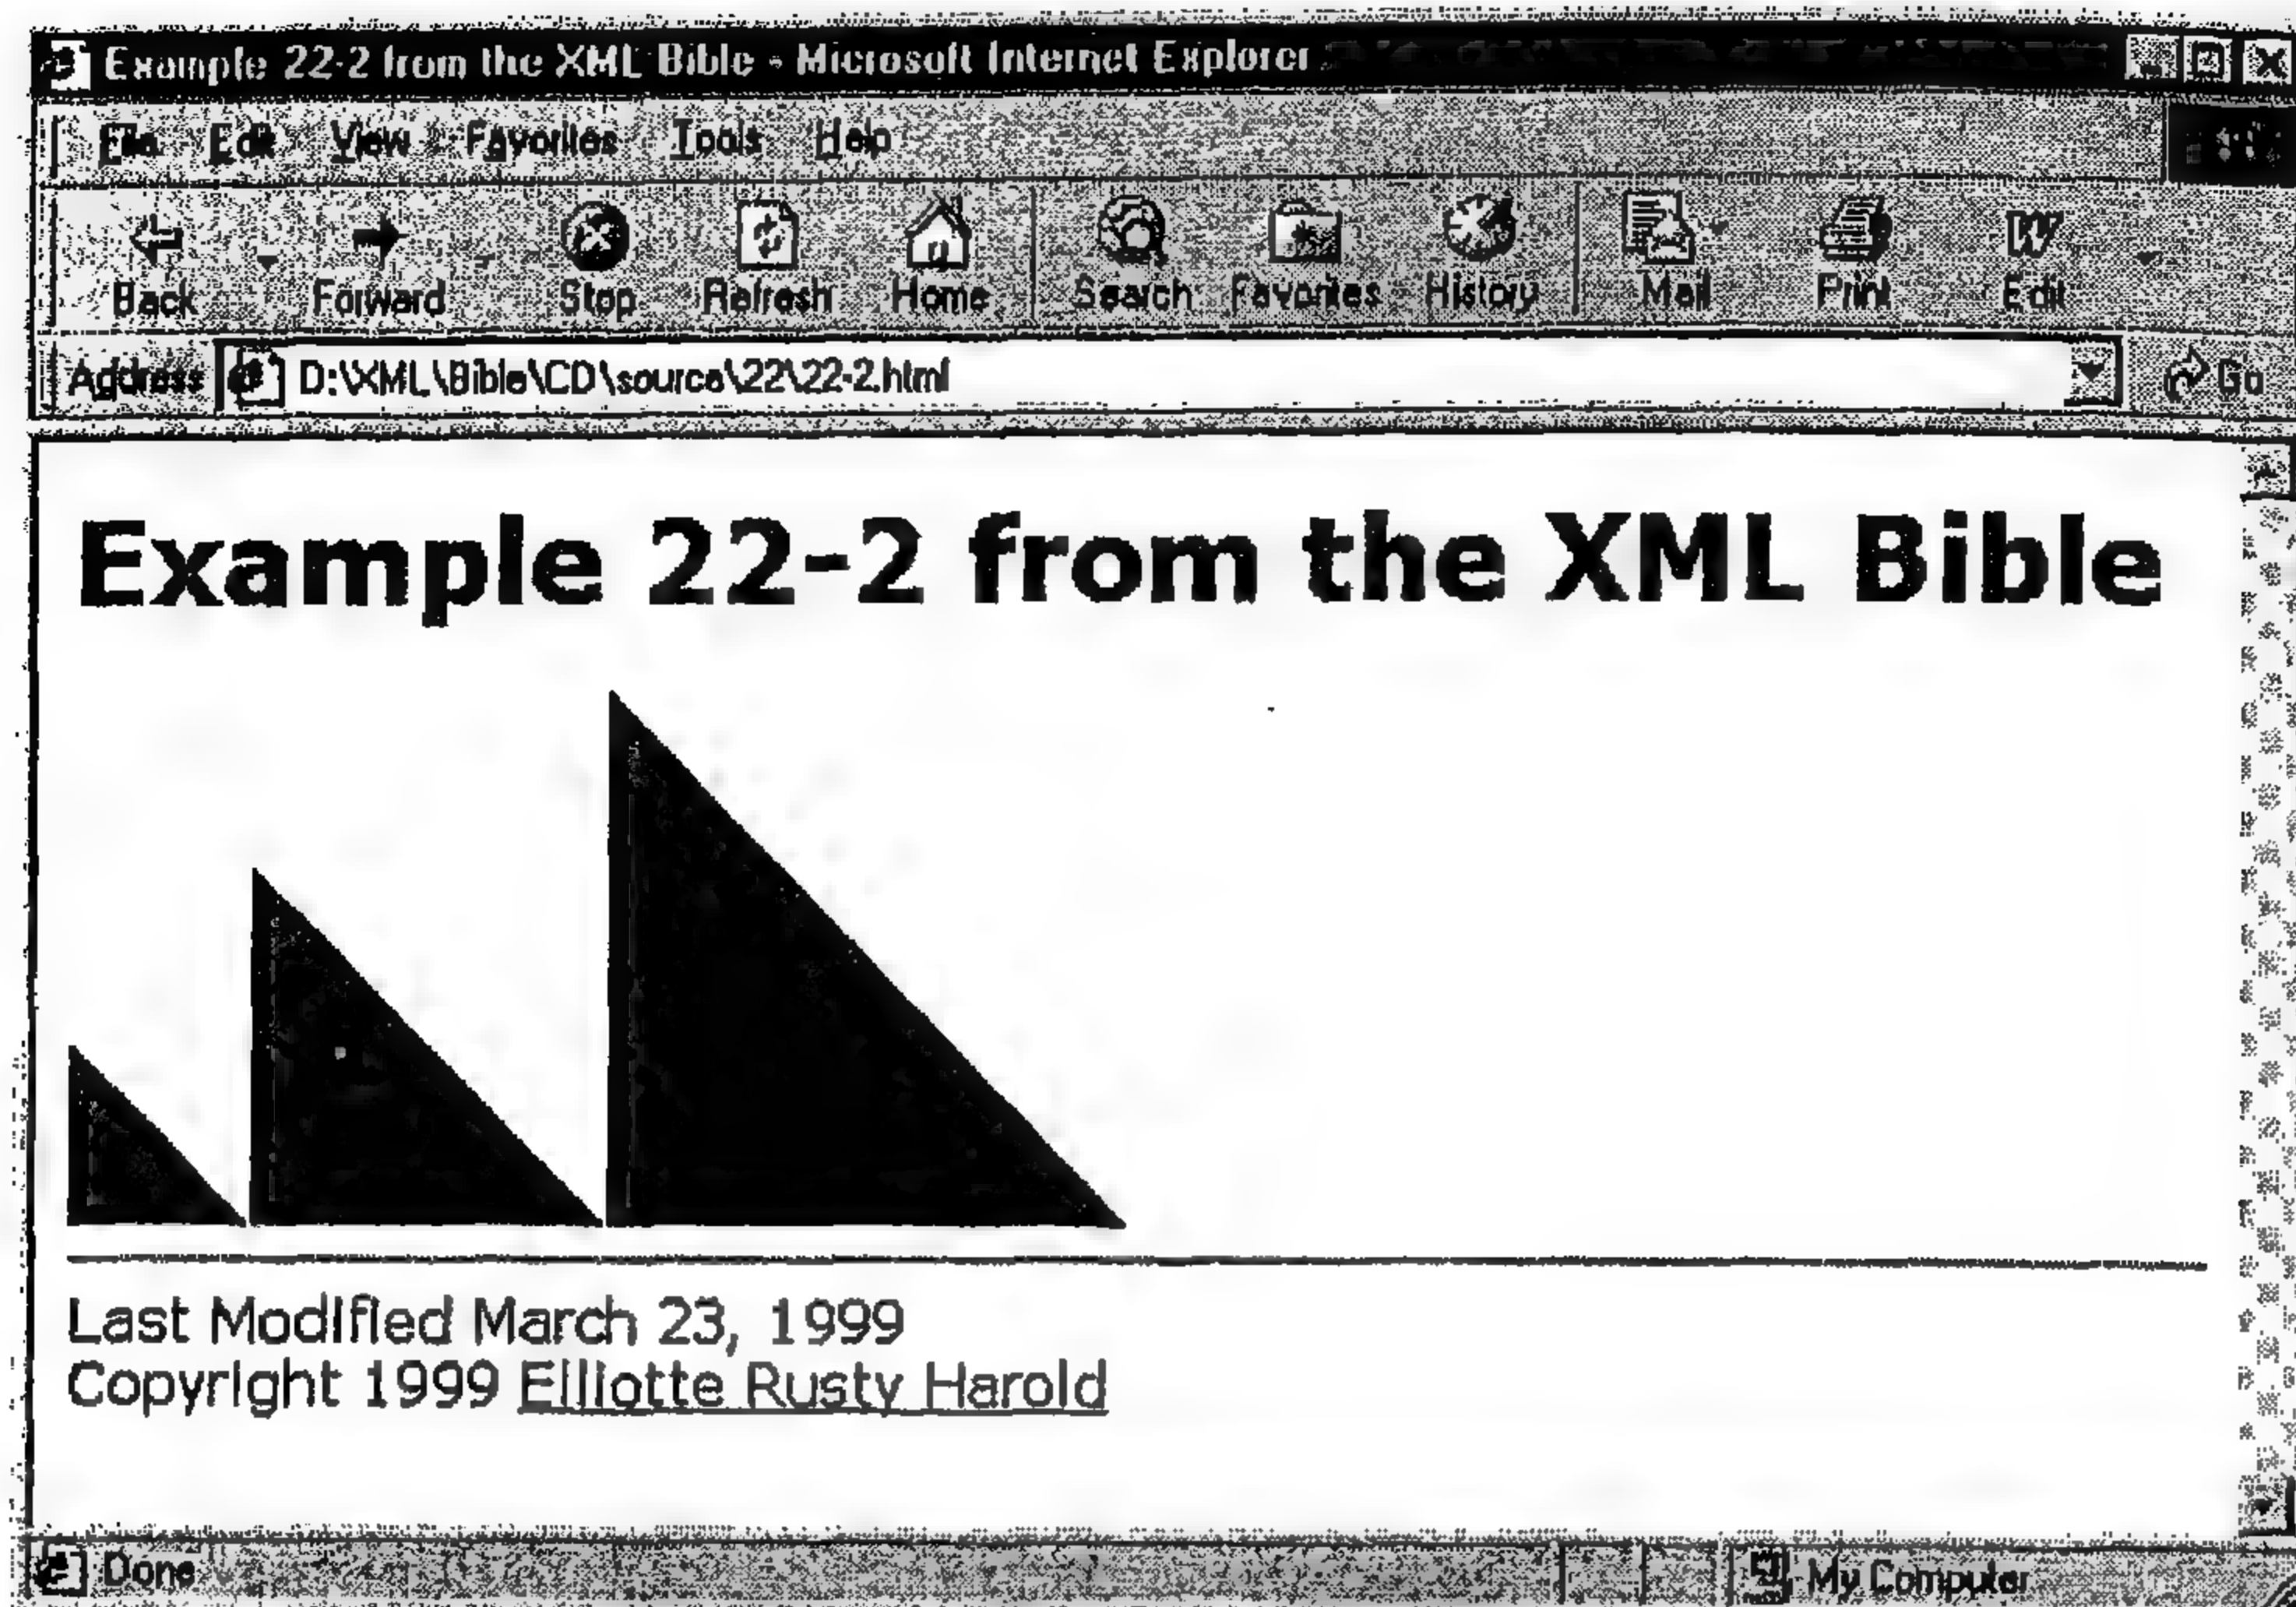 Example 22-2 from the XML Bible - Microsoft Internet Explorer
File Edit View Favorites Tools Help
Back Forward Stop Refresh Home Search Favorites History Mail Print Edit
Address D:\XML\Bible\CD\source\22\22-2.html Go
Example 22-2 from the XML Bible
Last Modified March 23, 1999
Copyright 1999 Elliotte Rusty Harold
Done My Computer